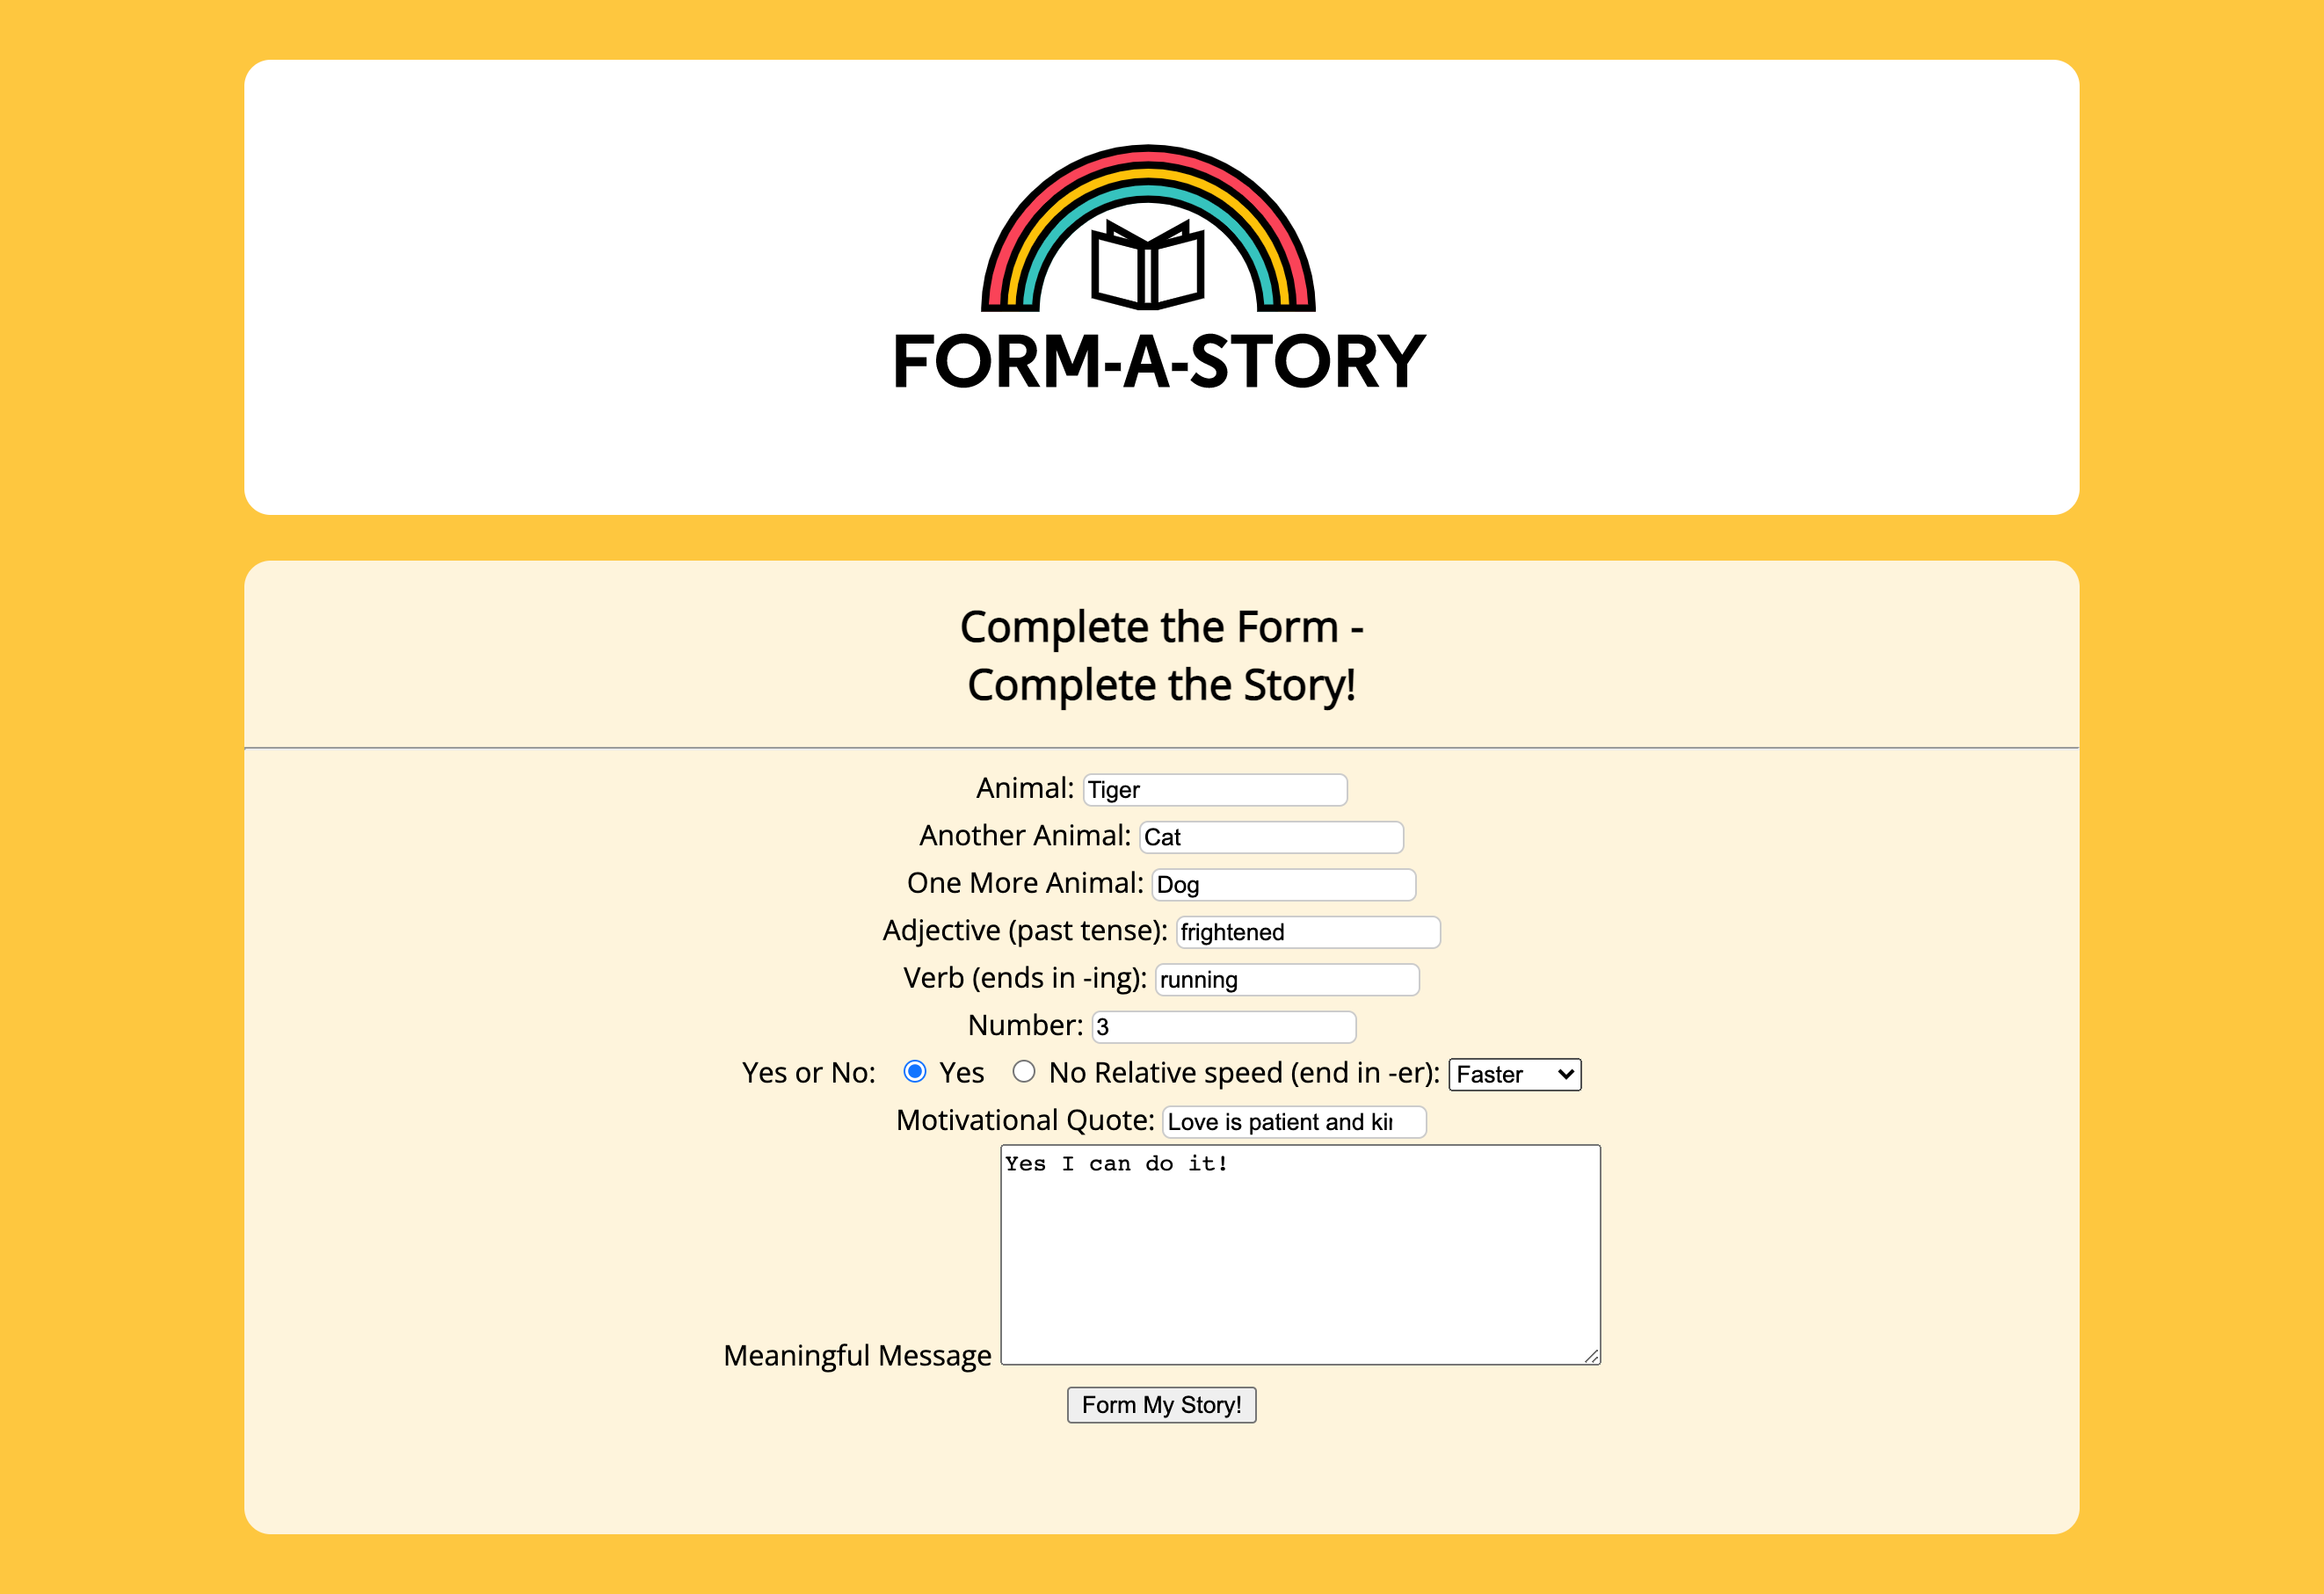 FORM-A-STORY
Complete the Form -
Complete the Story!
Animal: Tiger
Another Animal: Cat
One More Animal: Dog
Adjective (past tense): frightened
Verb (ends in -ing): running
Number: 3
Yes or No: Yes No Relative speed (end in -er): Faster
Motivational Quote: Love is patient and
Yes I can do it!
Meaningful Message
Form My Story!